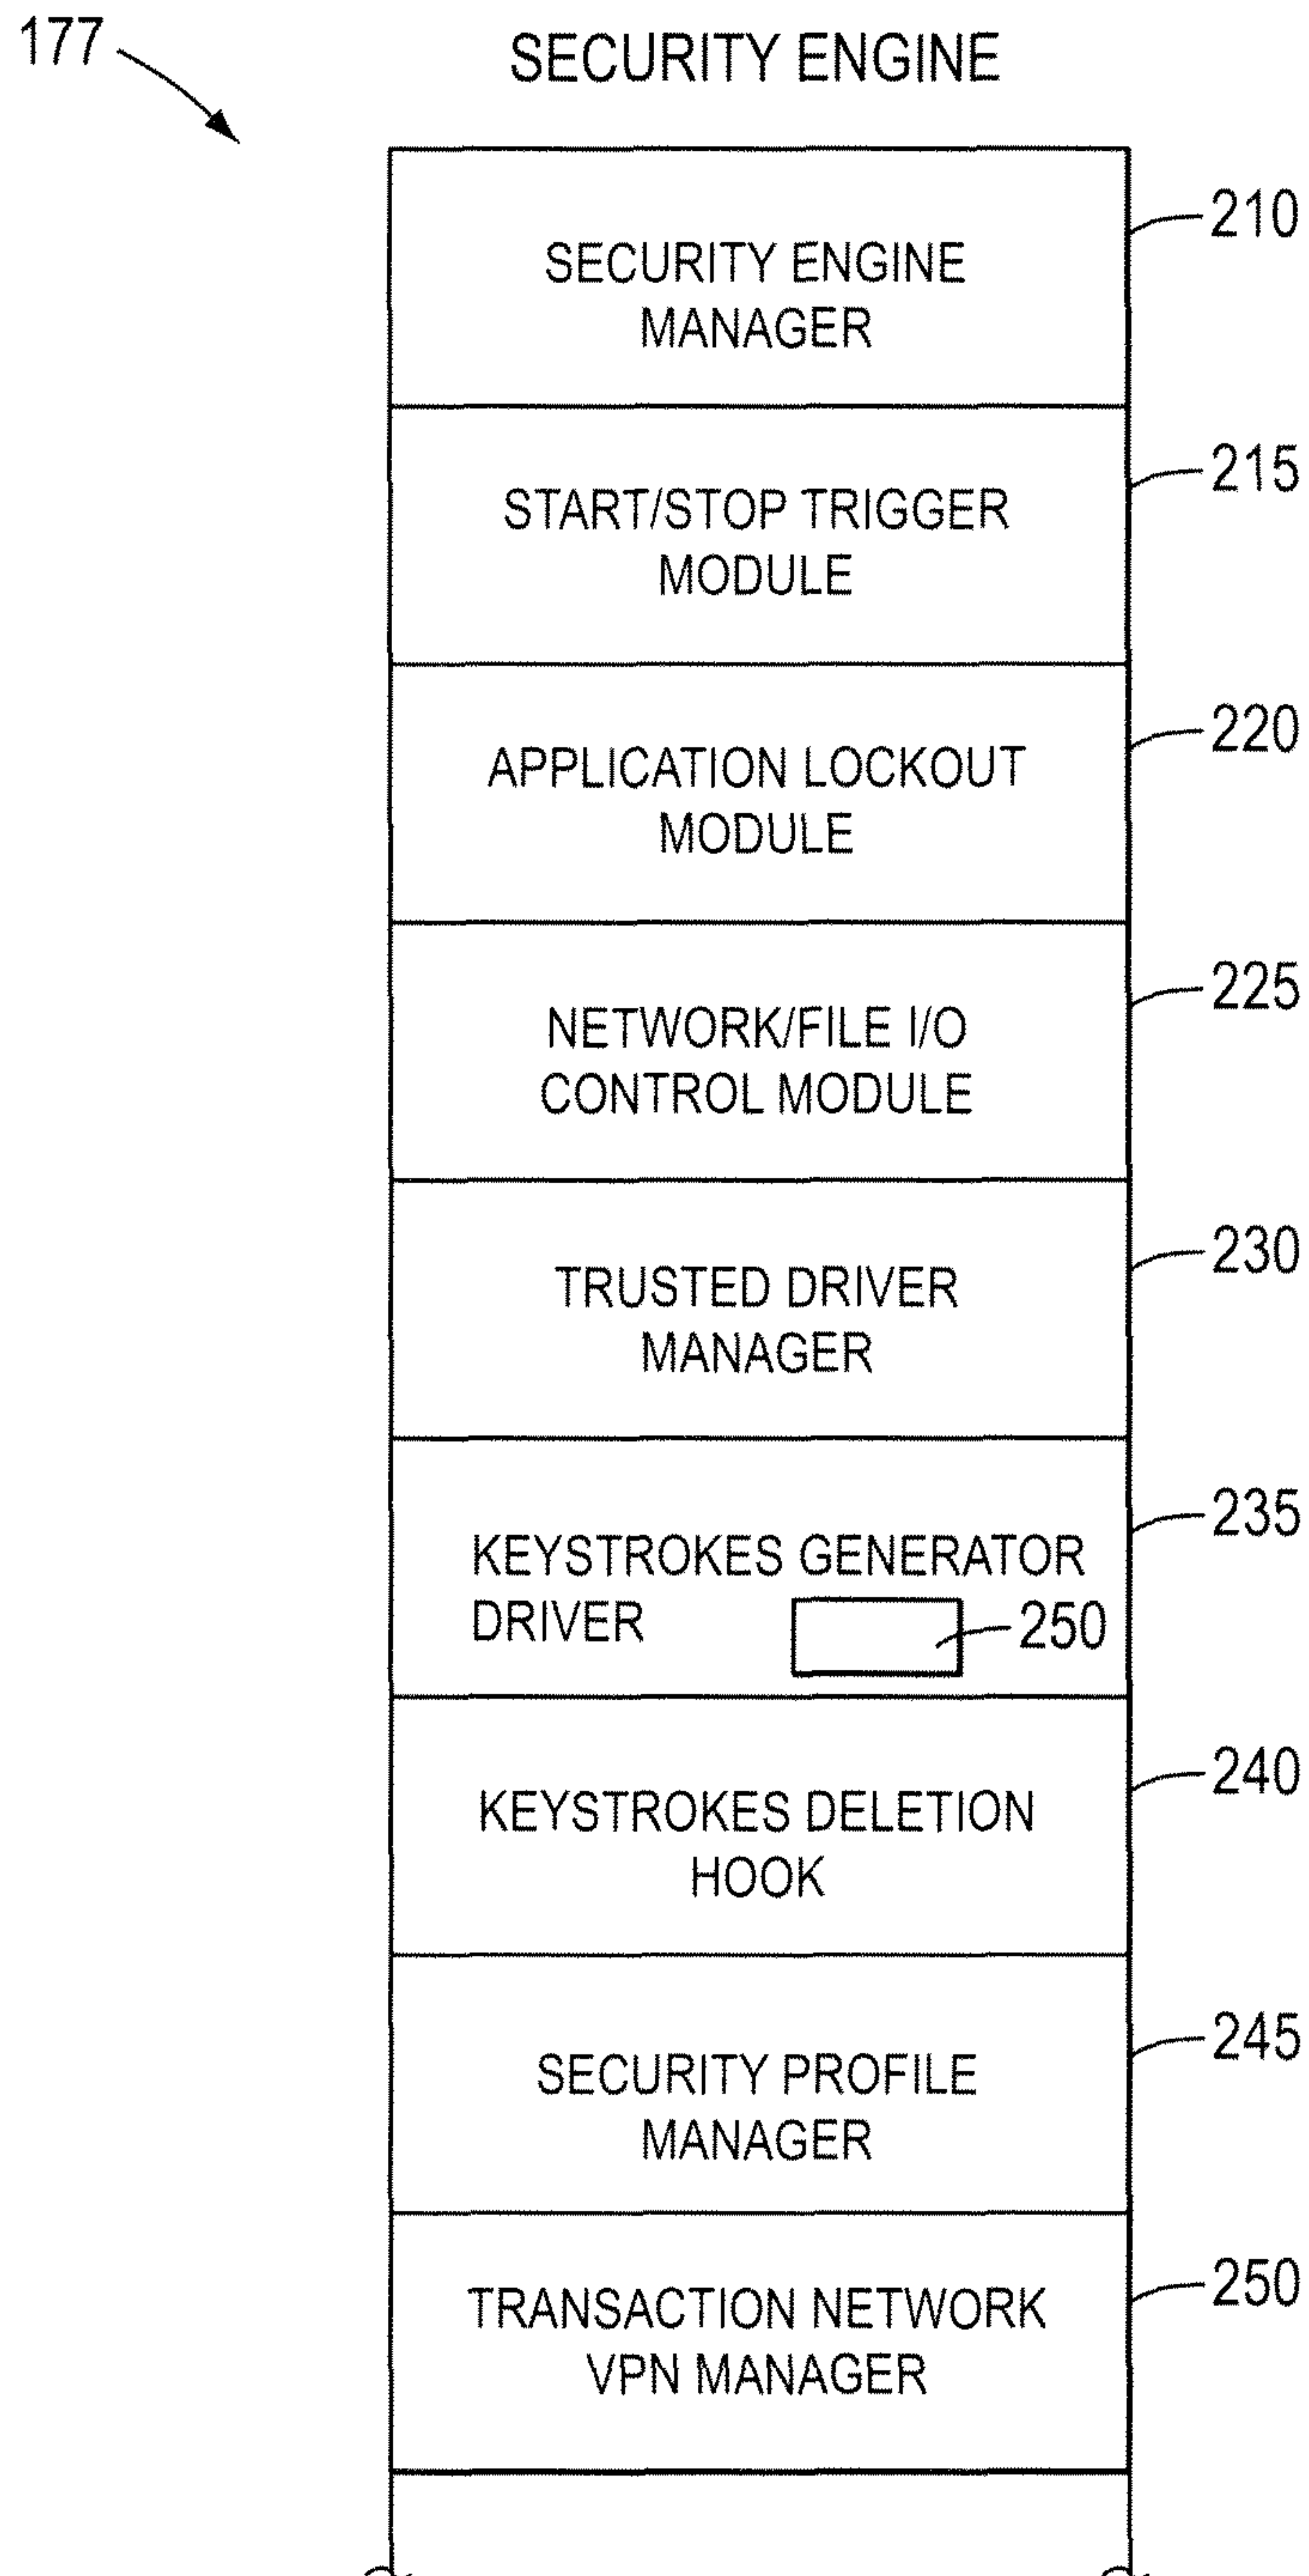 177
SECURITY ENGINE
210
SECURITY ENGINE
MANAGER
215
START/STOP TRIGGER
MODULE
220
APPLICATION LOCKOUT
MODULE
225
NETWORK/FILE I/O
CONTROL MODULE
230
TRUSTED DRIVER
MANAGER
235
KEYSTROKES GENERATOR
DRIVER
250
240
KEYSTROKES DELETION
HOOK
245
SECURITY PROFILE
MANAGER
250
TRANSACTION NETWORK
VPN MANAGER